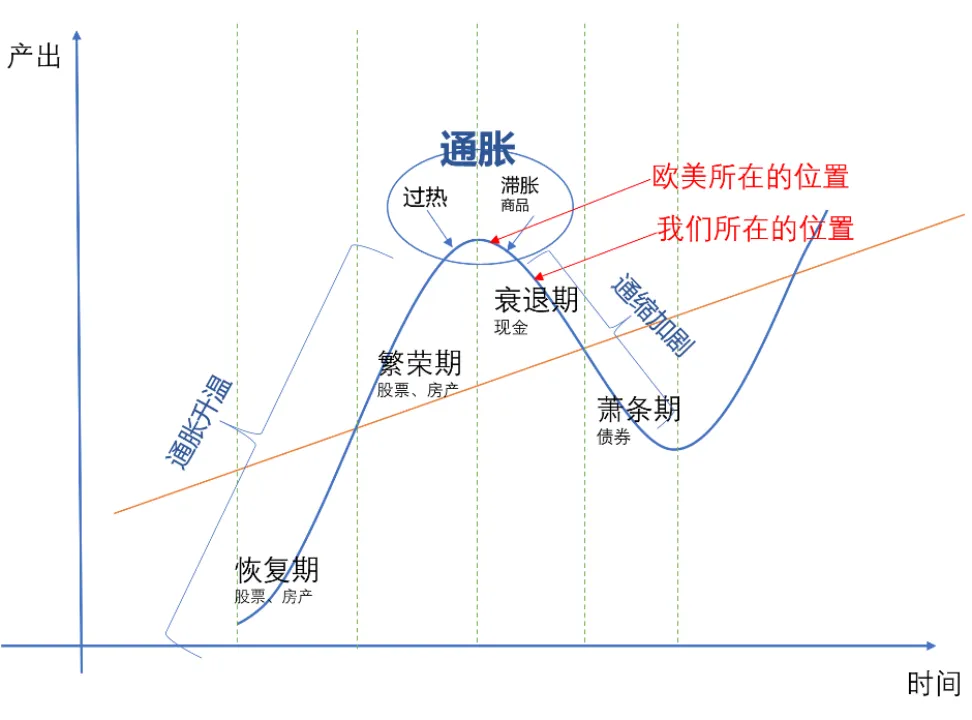 产出
通胀
过热
滞胀
商品
欧美所在的位置
我们所在的位置
衰退期
现金
通缩加剧
繁荣期
股票、房产
通胀升温
萧条期
债券
恢复期
股票、房产
时间